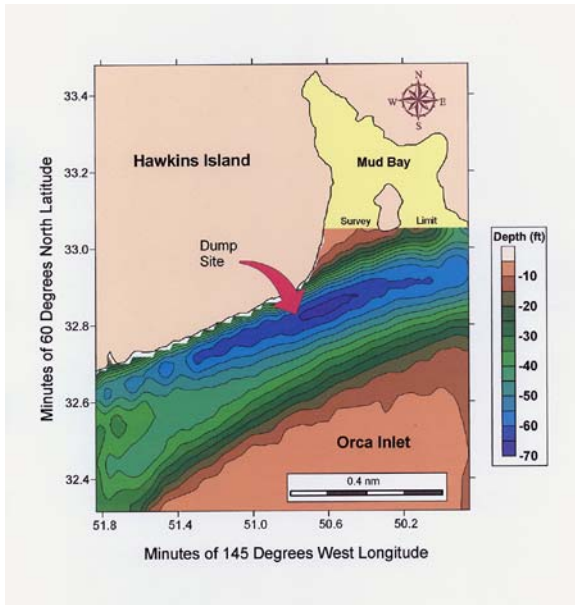 33.4
33.2
33.0
32.8
32.6
32.4
Minutes of 60 Degrees North Latitude
N
W E
S
Hawkins Island
Mud Bay
Survey Limit
Dump
Site
Orca Inlet
0.4 nm
Depth (ft)
-10
-20
-30
-40
-50
-60
-70
51.8 51.4 51.0 50.6 50.2
Minutes of 145 Degrees West Longitude